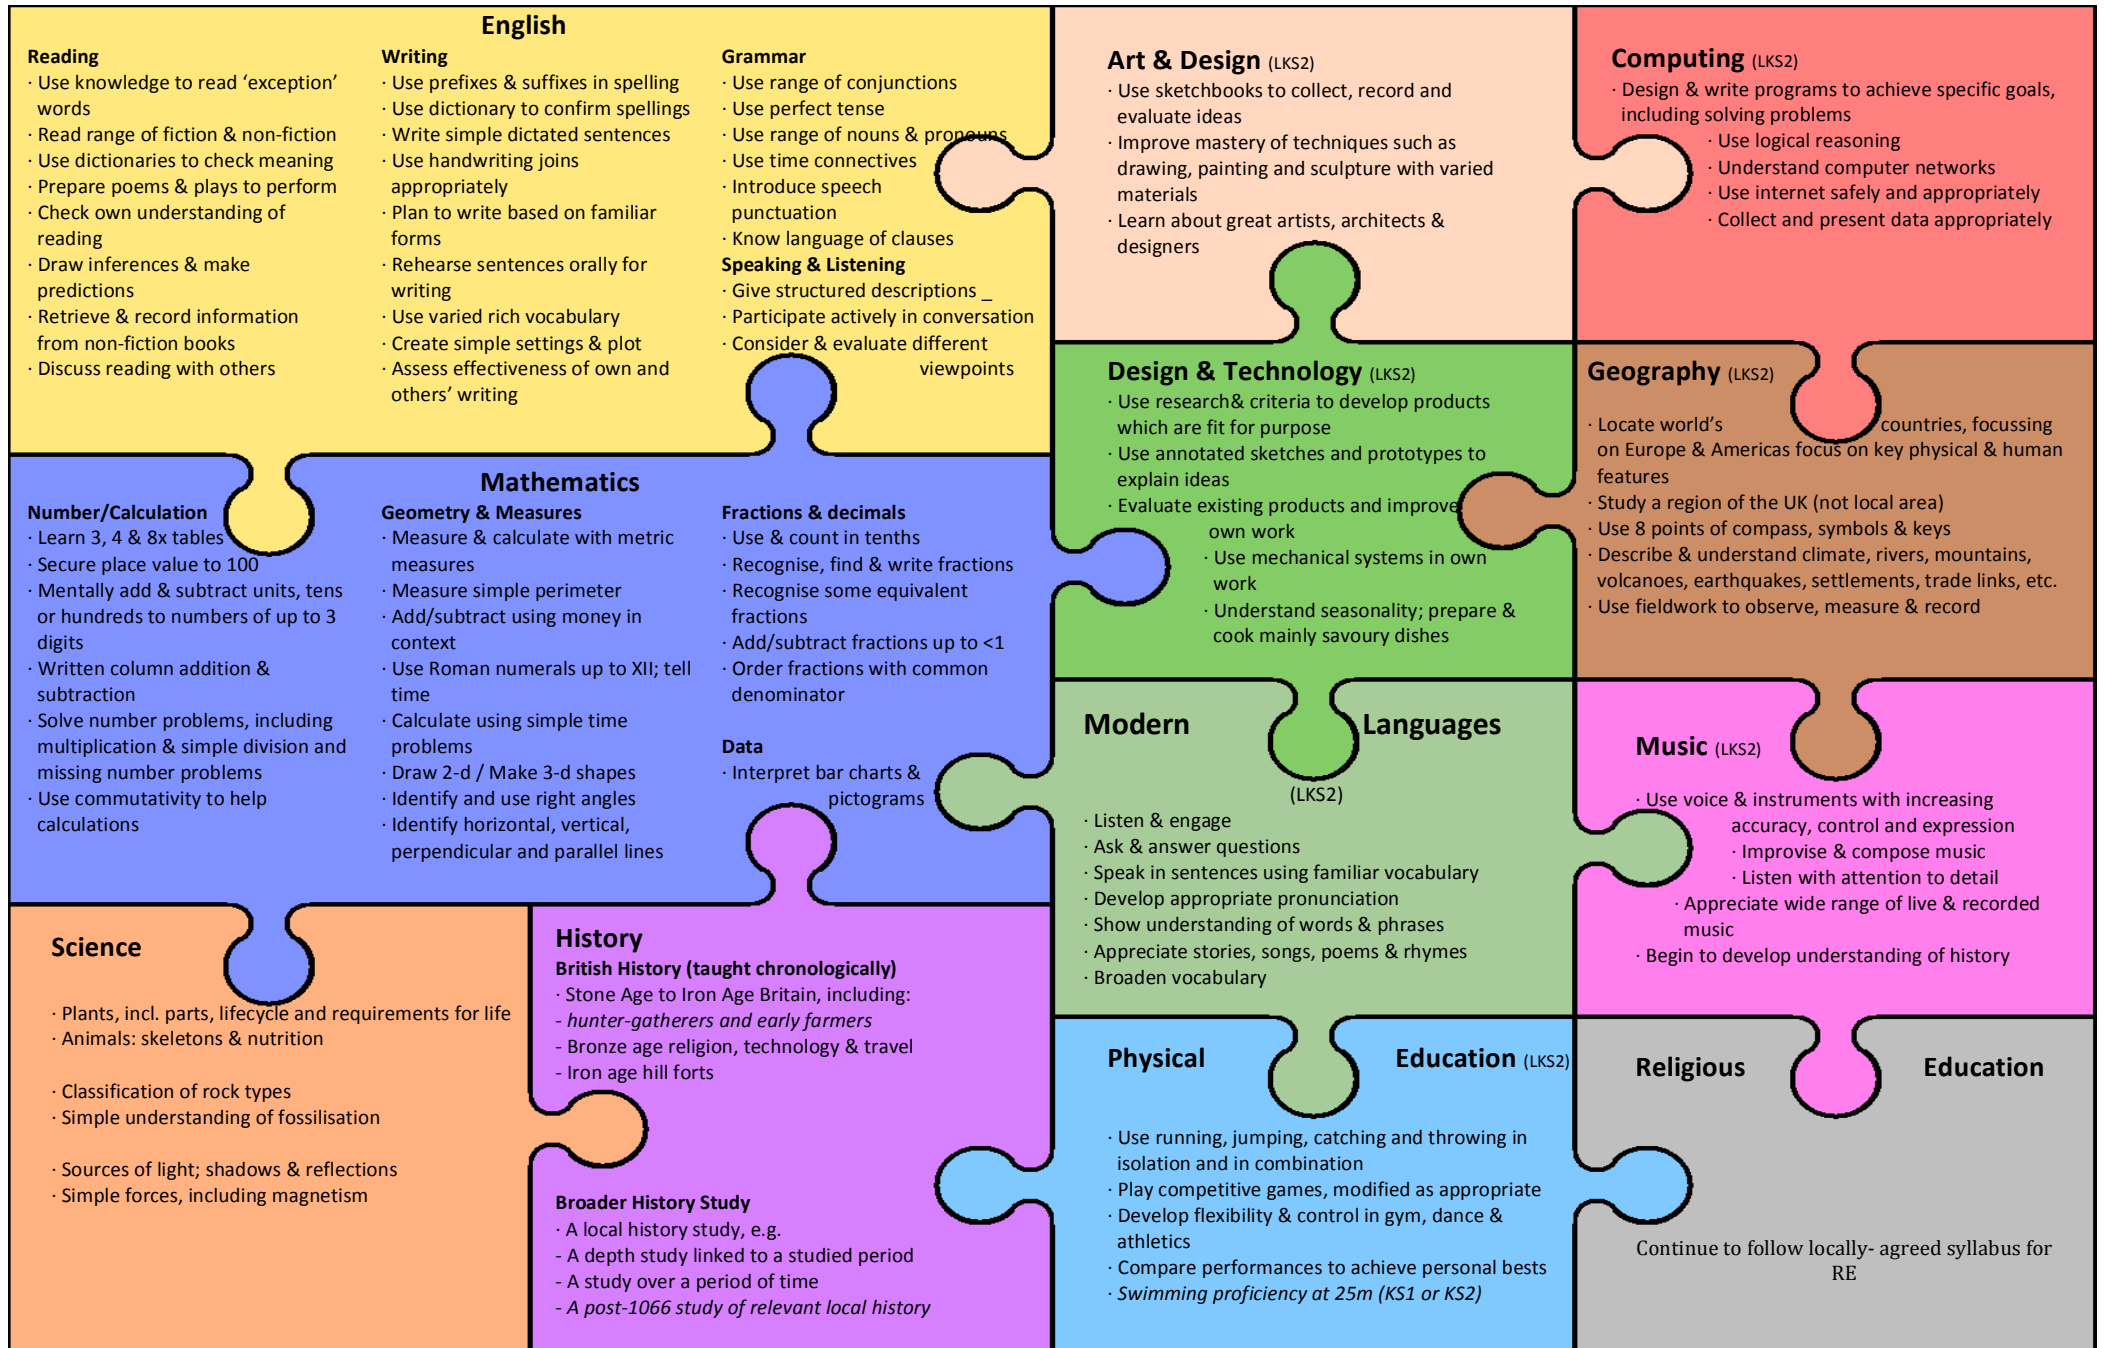 English
Reading
· Use knowledge to read ‘exception’
words
· Read range of fiction & non-fiction
· Use dictionaries to check meaning
· Prepare poems & plays to perform
· Check own understanding of
reading
· Draw inferences & make
predictions
· Retrieve & record information
from non-fiction books
· Discuss reading with others
Writing
· Use prefixes & suffixes in spelling
· Use dictionary to confirm spellings
· Write simple dictated sentences
· Use handwriting joins
appropriately
· Plan to write based on familiar
forms
· Rehearse sentences orally for
writing
· Use varied rich vocabulary
· Create simple settings & plot
· Assess effectiveness of own and
others’ writing
Grammar
· Use range of conjunctions
· Use perfect tense
· Use range of nouns & pronouns
· Use time connectives
· Introduce speech
punctuation
· Know language of clauses
Speaking & Listening
· Give structured descriptions _
· Participate actively in conversation
· Consider & evaluate different
viewpoints
Art & Design (LKS2)
· Use sketchbooks to collect, record and
evaluate ideas
· Improve mastery of techniques such as
drawing, painting and sculpture with varied
materials
· Learn about great artists, architects &
designers
Computing (LKS2)
· Design & write programs to achieve specific goals,
including solving problems
· Use logical reasoning
· Understand computer networks
· Use internet safely and appropriately
· Collect and present data appropriately
Mathematics
Number/Calculation
· Learn 3, 4 & 8x tables
· Secure place value to 100
· Mentally add & subtract units, tens
or hundreds to numbers of up to 3
digits
· Written column addition &
subtraction
· Solve number problems, including
multiplication & simple division and
missing number problems
· Use commutativity to help
calculations
Geometry & Measures
· Measure & calculate with metric
measures
· Measure simple perimeter
· Add/subtract using money in
context
· Use Roman numerals up to XII; tell
time
· Calculate using simple time
problems
· Draw 2-d / Make 3-d shapes
· Identify and use right angles
· Identify horizontal, vertical,
perpendicular and parallel lines
Fractions & decimals
· Use & count in tenths
· Recognise, find & write fractions
· Recognise some equivalent
fractions
· Add/subtract fractions up to <1
· Order fractions with common
denominator
Data
· Interpret bar charts &
pictograms
Design & Technology (LKS2)
· Use research& criteria to develop products
which are fit for purpose
· Use annotated sketches and prototypes to
explain ideas
· Evaluate existing products and improve
own work
· Use mechanical systems in own
work
· Understand seasonality; prepare &
cook mainly savoury dishes
Geography (LKS2)
· Locate world’s countries, focussing
on Europe & Americas focus on key physical & human
features
· Study a region of the UK (not local area)
· Use 8 points of compass, symbols & keys
· Describe & understand climate, rivers, mountains,
volcanoes, earthquakes, settlements, trade links, etc.
· Use fieldwork to observe, measure & record
Modern Languages
(LKS2)
· Listen & engage
· Ask & answer questions
· Speak in sentences using familiar vocabulary
· Develop appropriate pronunciation
· Show understanding of words & phrases
· Appreciate stories, songs, poems & rhymes
· Broaden vocabulary
Music (LKS2)
· Use voice & instruments with increasing
accuracy, control and expression
· Improvise & compose music
· Listen with attention to detail
· Appreciate wide range of live & recorded
music
· Begin to develop understanding of history
Science
· Plants, incl. parts, lifecycle and requirements for life
· Animals: skeletons & nutrition
· Classification of rock types
· Simple understanding of fossilisation
· Sources of light; shadows & reflections
· Simple forces, including magnetism
History
British History (taught chronologically)
· Stone Age to Iron Age Britain, including:
- hunter-gatherers and early farmers
- Bronze age religion, technology & travel
- Iron age hill forts
Broader History Study
· A local history study, e.g.
- A depth study linked to a studied period
- A study over a period of time
- A post-1066 study of relevant local history
Physical Education (LKS2)
· Use running, jumping, catching and throwing in
isolation and in combination
· Play competitive games, modified as appropriate
· Develop flexibility & control in gym, dance &
athletics
· Compare performances to achieve personal bests
· Swimming proficiency at 25m (KS1 or KS2)
Religious Education
Continue to follow locally- agreed syllabus for
RE